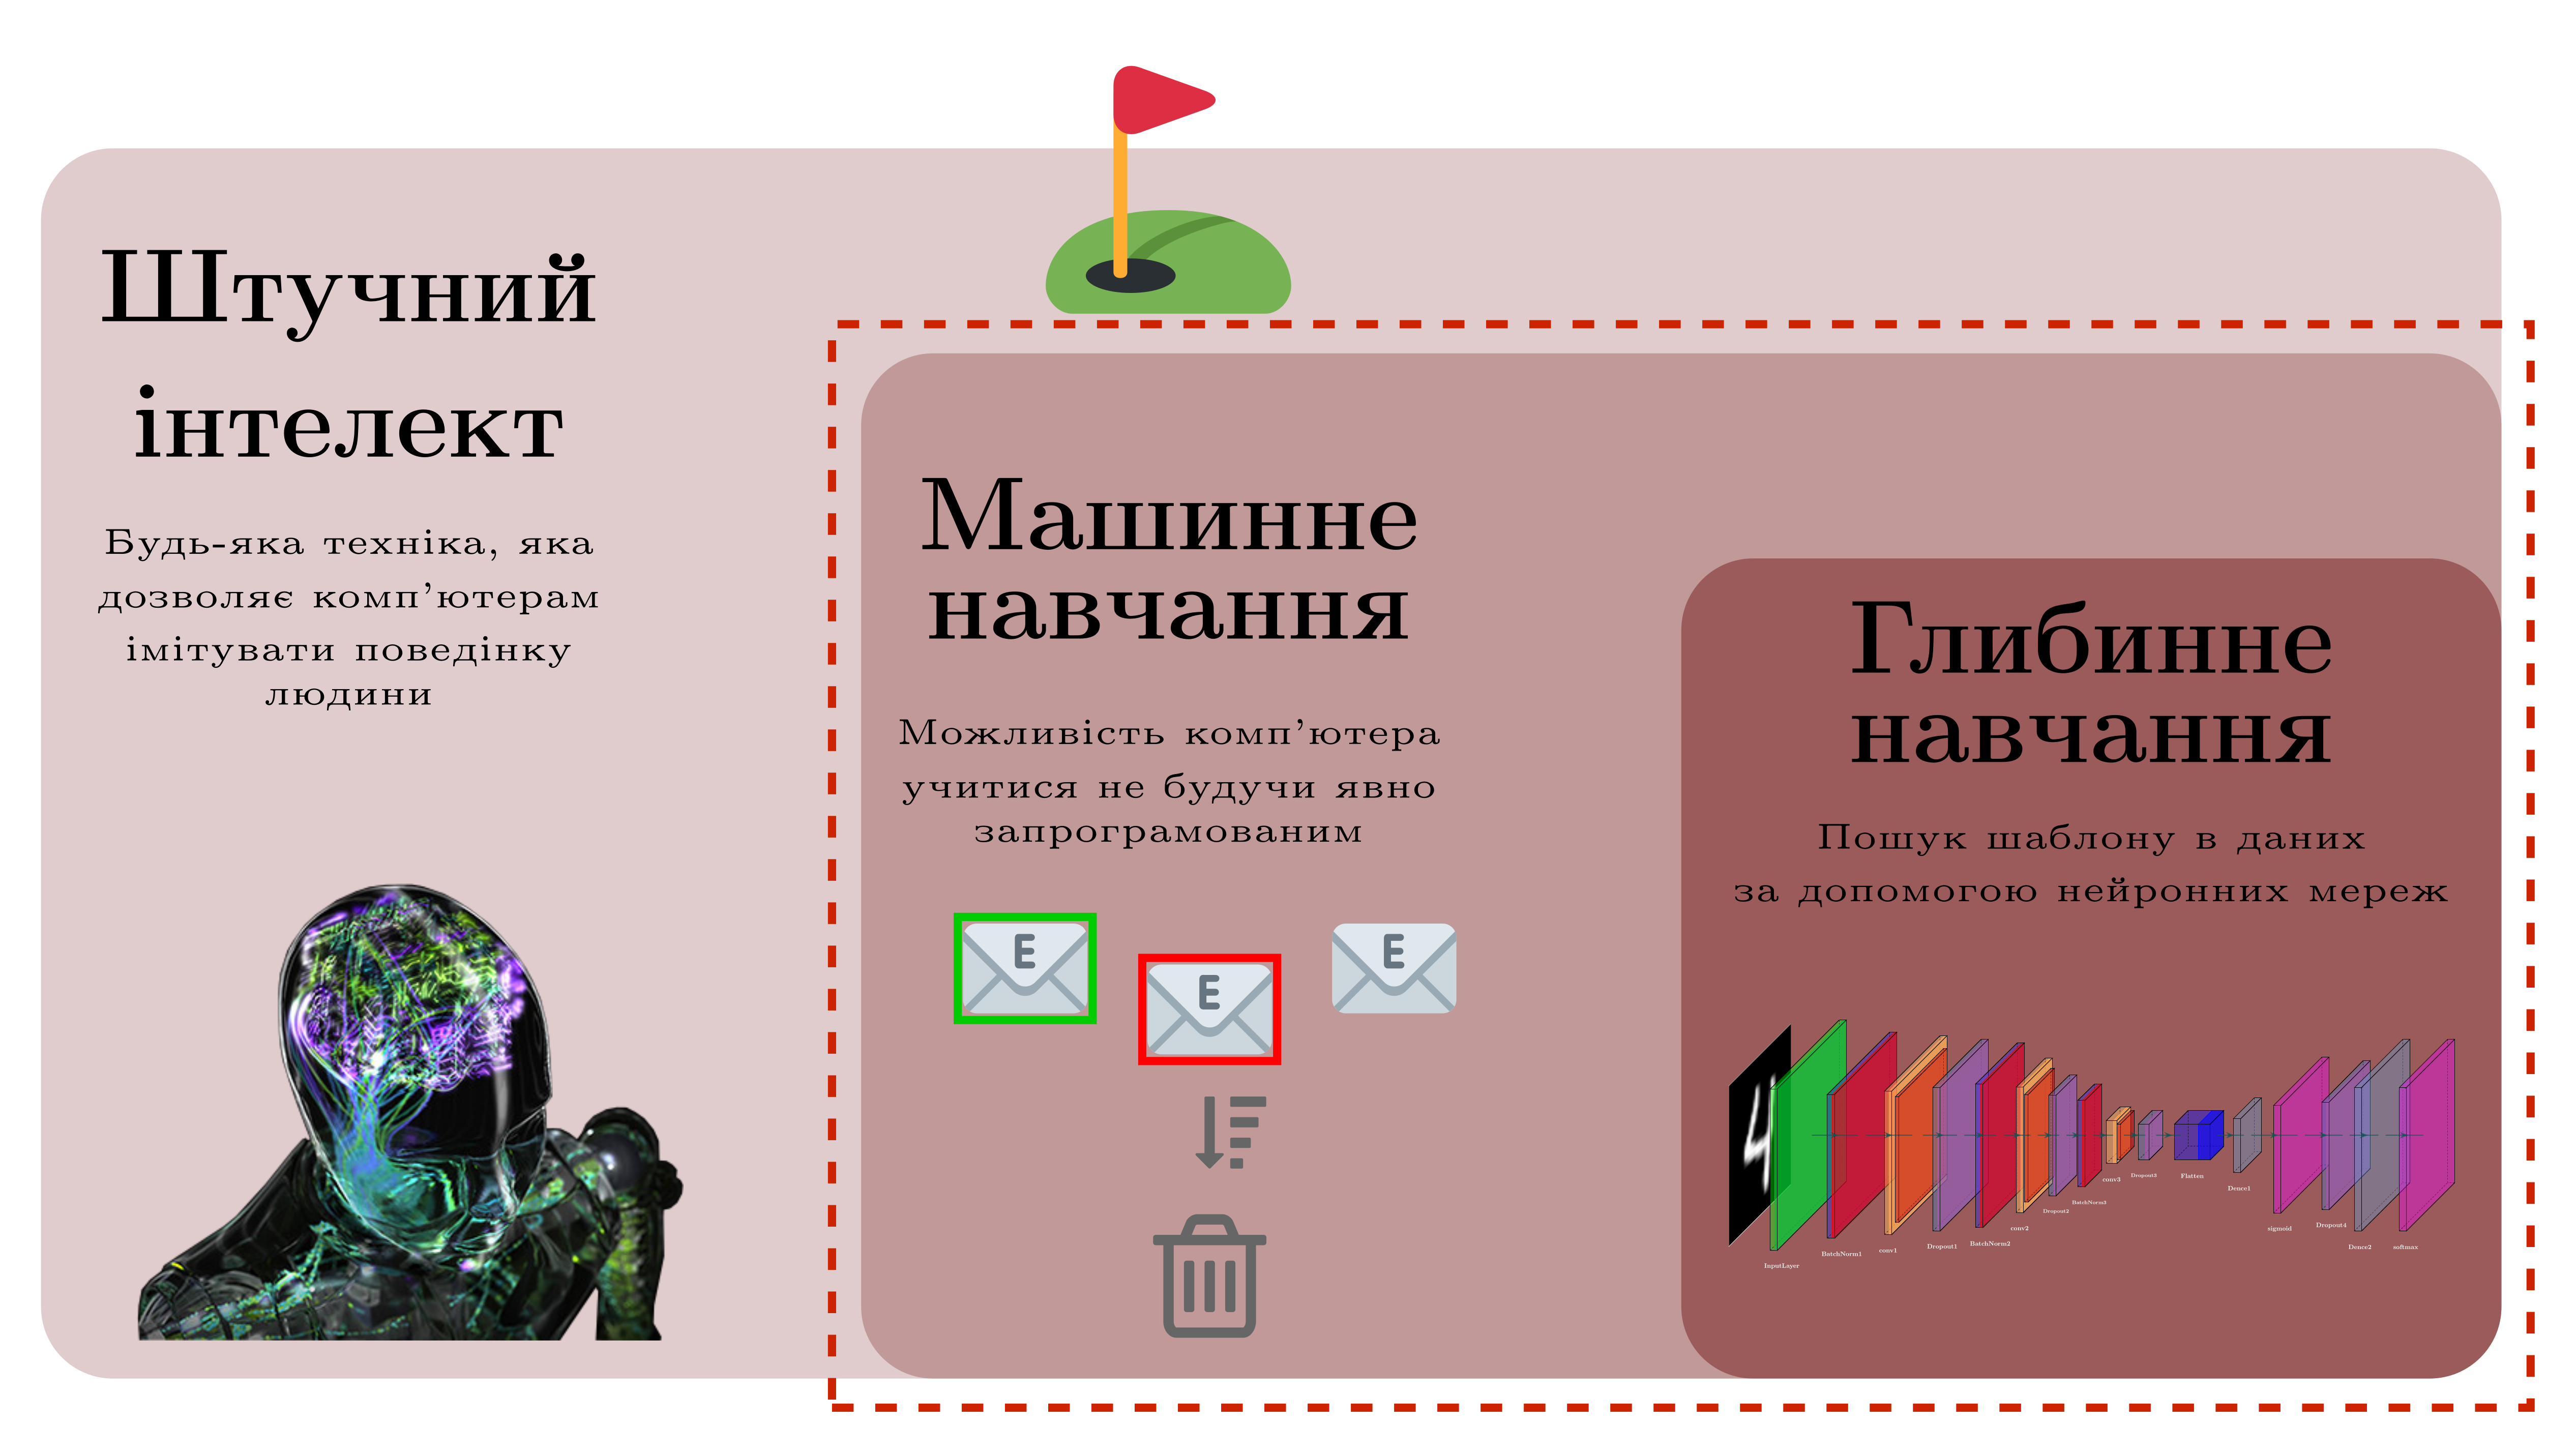 Штучний
інтелект
Будь-яка техніка, яка
дозволяє комп’ютерам
імітувати поведінку
людини
Машинне
навчання
Можливість комп’ютера
учитися не будучи явно
запрограмованим
E
E
E
Глибинне
навчання
Пошук шаблону в даних
за допомогою нейронних мереж
4
InputLayer
BatchNorm1
conv1
Dropout1
BatchNorm2
conv2
Dropout2
BatchNorm3
conv3
Dropout3
Flatten
Dence1
sigmoid
Dropout4
Dence2
softmax